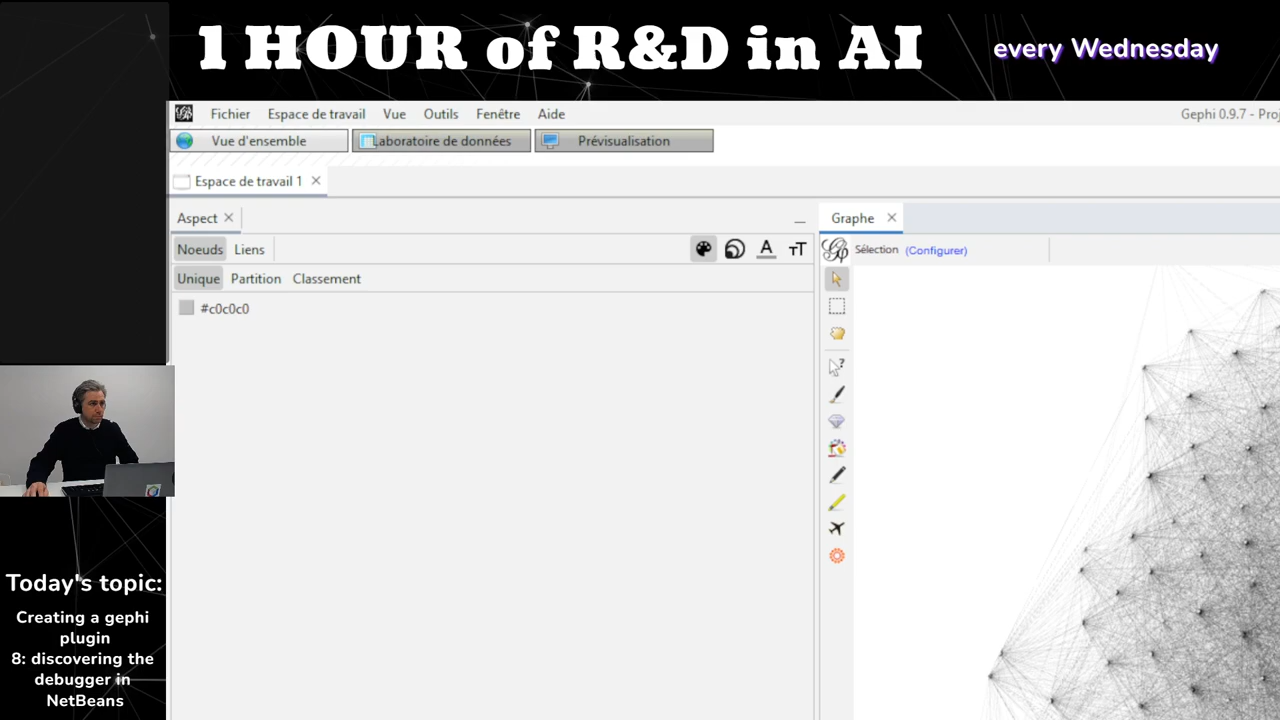 1 HOUR of R&D in AI
every Wednesday
Fichier Espace de travail Vue Outils Fenêtre Aide
Gephi 0.9.7 - Proj
Vue d'ensemble Laboratoire de données Prévisualisation
Espace de travail 1
Aspect
Graphe
Noeuds Liens
Sélection (Configurer)
Unique Partition Classement
#c0c0c0
Today's topic:
Creating a gephi
plugin
8: discovering the
debugger in
NetBeans